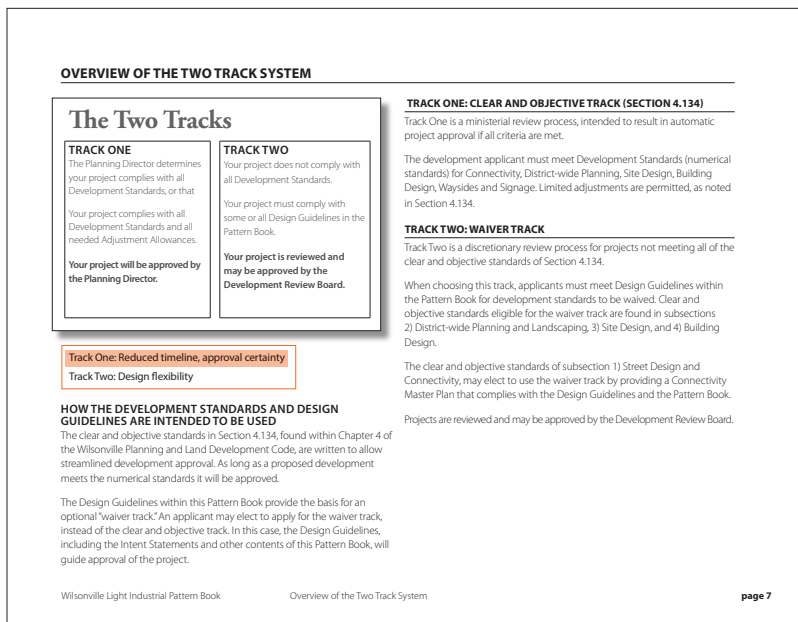 OVERVIEW OF THE TWO TRACK SYSTEM
The Two Tracks
TRACK ONE
The Planning Director determines
your project complies with all
Development Standards, or that
Your project complies with all
Development Standards and all
needed Adjustment Allowances.
Your project will be approved by
the Planning Director.
TRACK TWO
Your project does not comply with
all Development Standards.
Your project must comply with
some or all Design Guidelines in the
Pattern Book.
Your project is reviewed and
may be approved by the
Development Review Board.
Track One: Reduced timeline, approval certainty
Track Two: Design flexibility
HOW THE DEVELOPMENT STANDARDS AND DESIGN
GUIDELINES ARE INTENDED TO BE USED
The clear and objective standards in Section 4.134, found within Chapter 4 of
the Wilsonville Planning and Land Development Code, are written to allow
streamlined development approval. As long as a proposed development
meets the numerical standards it will be approved.
The Design Guidelines within this Pattern Book provide the basis for an
optional "waiver track." An applicant may elect to apply for the waiver track,
instead of the clear and objective track. In this case, the Design Guidelines,
including the Intent Statements and other contents of this Pattern Book, will
guide approval of the project.
TRACK ONE: CLEAR AND OBJECTIVE TRACK (SECTION 4.134)
Track One is a ministerial review process, intended to result in automatic
project approval if all criteria are met.
The development applicant must meet Development Standards (numerical
standards) for Connectivity, District-wide Planning, Site Design, Building
Design, Waysides and Signage. Limited adjustments are permitted, as noted
in Section 4.134.
TRACK TWO: WAIVER TRACK
Track Two is a discretionary review process for projects not meeting all of the
clear and objective standards of Section 4.134.
When choosing this track, applicants must meet Design Guidelines within
the Pattern Book for development standards to be waived. Clear and
objective standards eligible for the waiver track are found in subsections
2) District-wide Planning and Landscaping, 3) Site Design, and 4) Building
Design.
The clear and objective standards of subsection 1) Street Design and
Connectivity, may elect to use the waiver track by providing a Connectivity
Master Plan that complies with the Design Guidelines and the Pattern Book.
Projects are reviewed and may be approved by the Development Review Board.
Wilsonville Light Industrial Pattern Book
Overview of the Two Track System
page 7